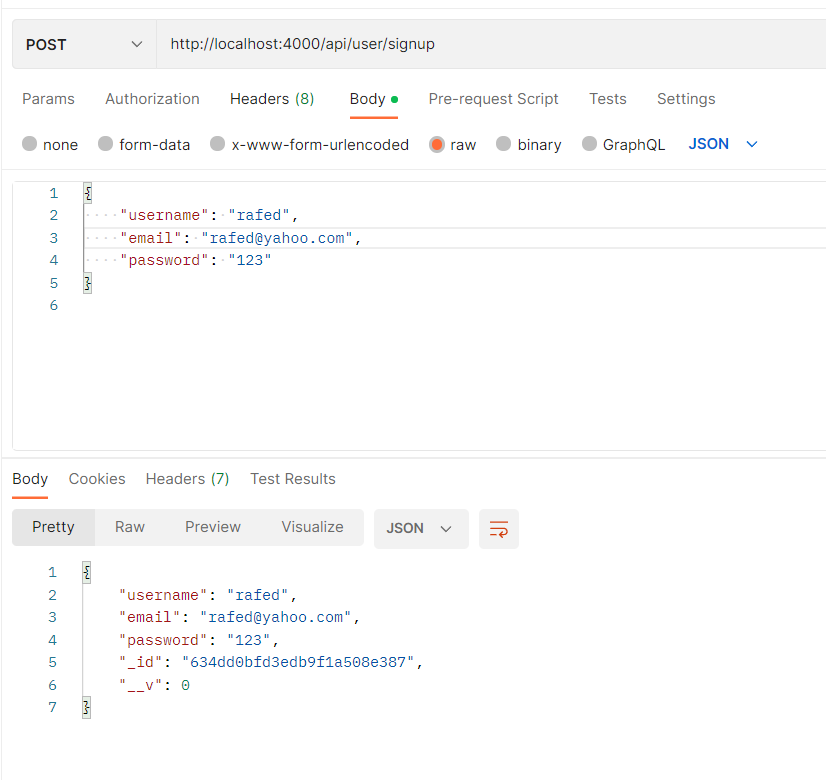 POST http://localhost:4000/api/user/signup
Params Authorization Headers (8) Body Pre-request Script Tests Settings
none form-data x-www-form-urlencoded raw binary GraphQL JSON
1 {
2 ····"username":·"rafed",
3 ····"email":·"rafed@yahoo.com",
4 ····"password":·"123"
5 }
6
Body Cookies Headers (7) Test Results
Pretty Raw Preview Visualize JSON
1 {
2 "username": "rafed",
3 "email": "rafed@yahoo.com",
4 "password": "123",
5 "_id": "634dd0bfd3edb9f1a508e387",
6 "__v": 0
7 }